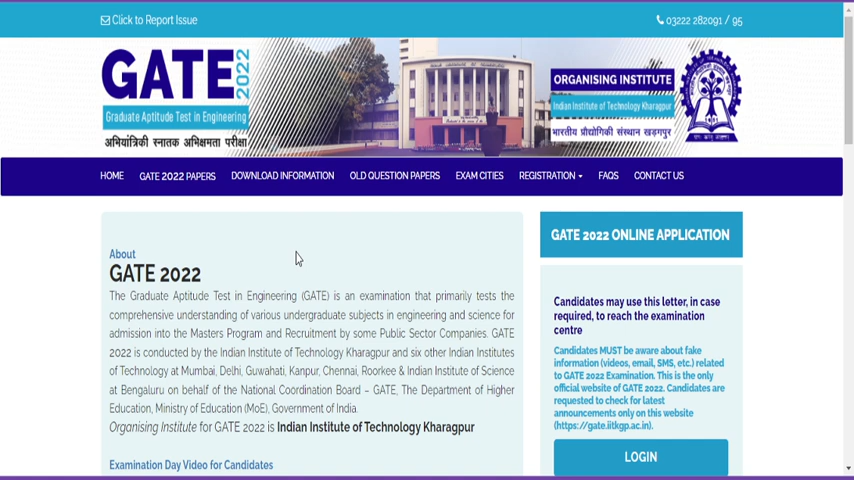 Click to Report Issue
03222 282091 / 95
GATE 2022
Graduate Aptitude Test in Engineering
अभियांत्रिकी स्नातक अभिक्षमता परीक्षा
ORGANISING INSTITUTE
Indian Institute of Technology Kharagpur
भारतीय प्रौद्योगिकी संस्थान खड़गपुर
HOME GATE 2022 PAPERS DOWNLOAD INFORMATION OLD QUESTION PAPERS EXAM CITIES REGISTRATION FAQS CONTACT US
About
GATE 2022
The Graduate Aptitude Test in Engineering (GATE) is an examination that primarily tests the
comprehensive understanding of various undergraduate subjects in engineering and science for
admission into the Masters Program and Recruitment by some Public Sector Companies. GATE
2022 is conducted by the Indian Institute of Technology Kharagpur and six other Indian Institutes
of Technology at Mumbai, Delhi, Guwahati, Kanpur, Chennai, Roorkee & Indian Institute of Science
at Bengaluru on behalf of the National Coordination Board – GATE, The Department of Higher
Education, Ministry of Education (MoE), Government of India.
Organising Institute for GATE 2022 is Indian Institute of Technology Kharagpur
Examination Day Video for Candidates
GATE 2022 ONLINE APPLICATION
Candidates may use this letter, in case
required, to reach the examination
centre
Candidates MUST be aware about fake
information (videos, email, SMS, etc.) related
to GATE 2022 Examination. This is the only
official website of GATE 2022. Candidates are
requested to check for latest
announcements only on this website
(https://gate.iitkgp.ac.in).
LOGIN